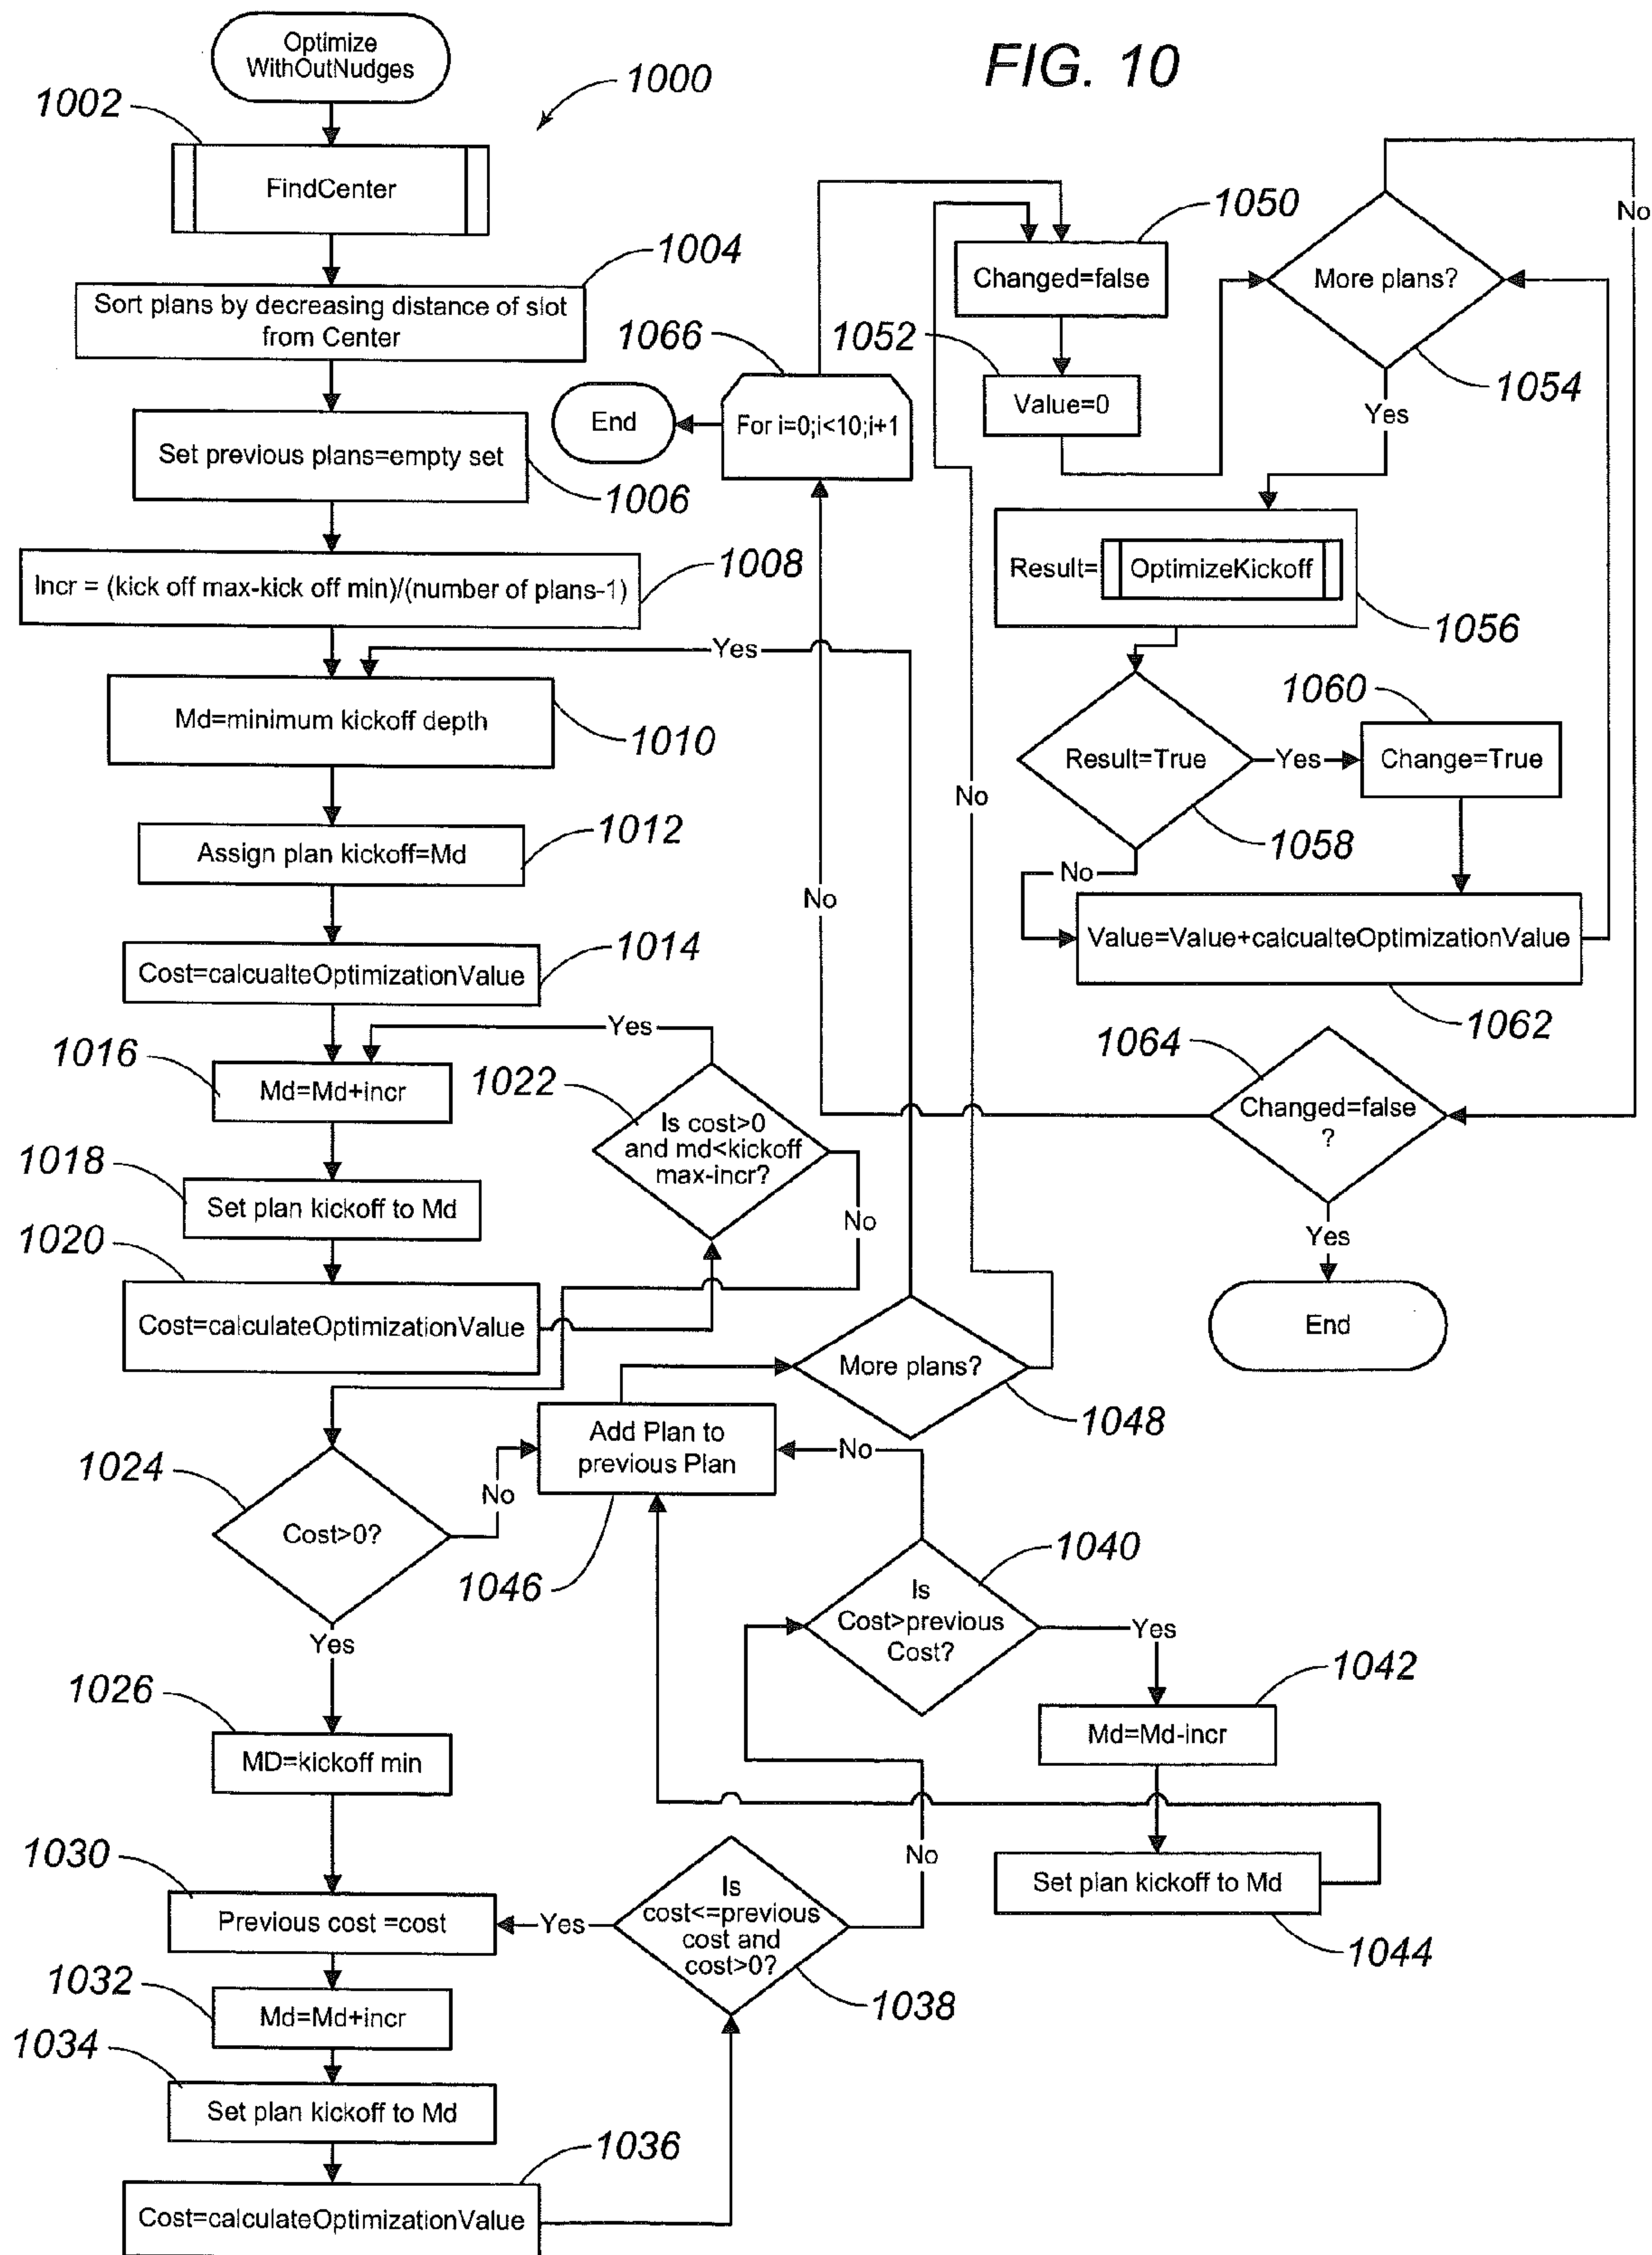 FIG. 10
Optimize
WithOutNudges
1000
1002
FindCenter
1004
Sort plans by decreasing distance of slot
from Center
Set previous plans=empty set
1006
Incr = (kick off max-kick off min)/(number of plans-1)
1008
Yes
Md=minimum kickoff depth
1010
Assign plan kickoff=Md
1012
Cost=calcualteOptimizationValue
1014
Yes
1016
Md=Md+incr
1018
Set plan kickoff to Md
1020
Cost=calculateOptimizationValue
1022
Is cost>0
and md<kickoff
max-incr?
No
1024
Cost>0?
No
Yes
1026
MD=kickoff min
1030
Previous cost =cost
1032
Md=Md+incr
1034
Set plan kickoff to Md
1036
Cost=calculateOptimizationValue
Is
cost<=previous
cost and
cost>0?
Yes
No
1038
Is
Cost>previous
Cost?
1040
No
Yes
1042
Md=Md-incr
Set plan kickoff to Md
1044
Add Plan to
previous Plan
1046
More plans?
1048
No
1050
Changed=false
1052
Value=0
More plans?
No
1054
Yes
Result=
OptimizeKickoff
1056
Result=True
Yes
1058
No
1060
Change=True
Value=Value+calcualteOptimizationValue
1062
1064
Changed=false
?
No
Yes
End
1066
For i=0;i<10;i+1
End